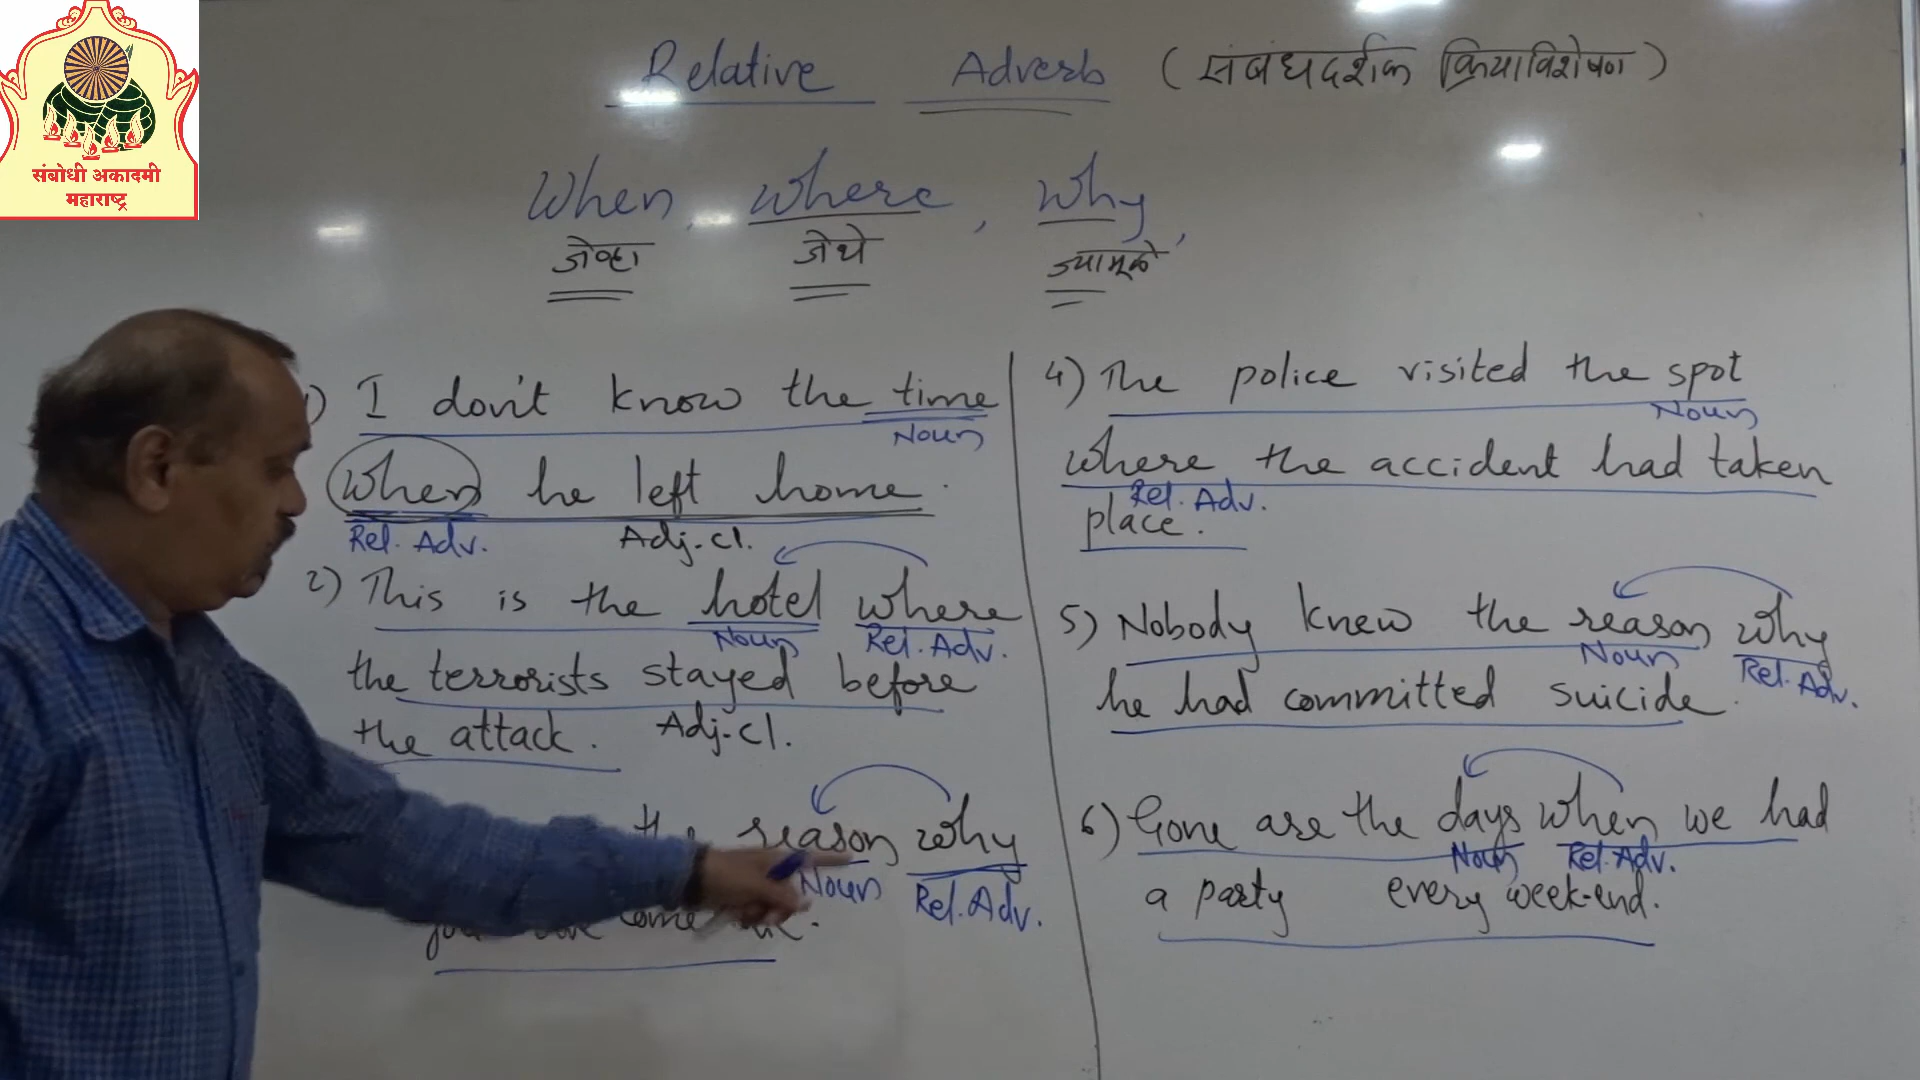 संबोधी अकादमी
महाराष्ट्र
Relative Adverb (संबंधदर्शक क्रियाविशेषण)
When, where, why,
जेव्हा जेथे ज्यामूळे
1) I don't know the time
Noun
when he left home.
Rel. Adv. Adj. cl.
2) This is the hotel where
Noun Rel. Adv.
the terrorists stayed before
the attack. Adj. cl.
the reason why
Noun Rel. Adv.
come
4) The police visited the spot
Noun
where the accident had taken
Rel. Adv.
place.
5) Nobody knew the reason why
Noun Rel. Adv.
he had committed suicide.
6) Gone are the days when we had
Noun Rel. Adv.
a party every week-end.